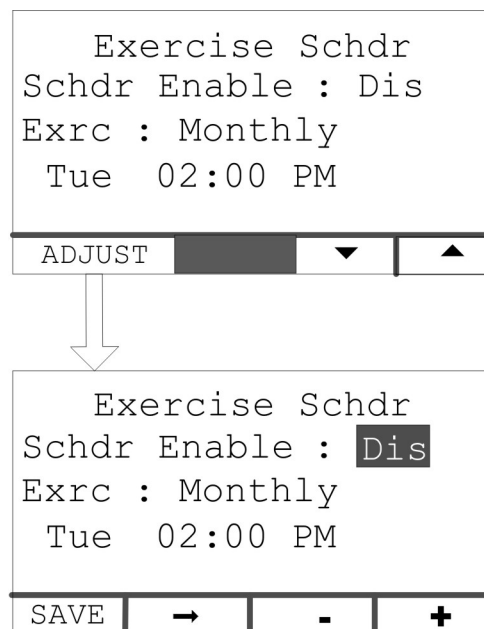 Exercise Schdr
Schdr Enable : Dis
Exrc : Monthly
Tue 02:00 PM
ADJUST ▼ ▲
Exercise Schdr
Schdr Enable : Dis
Exrc : Monthly
Tue 02:00 PM
SAVE → - +